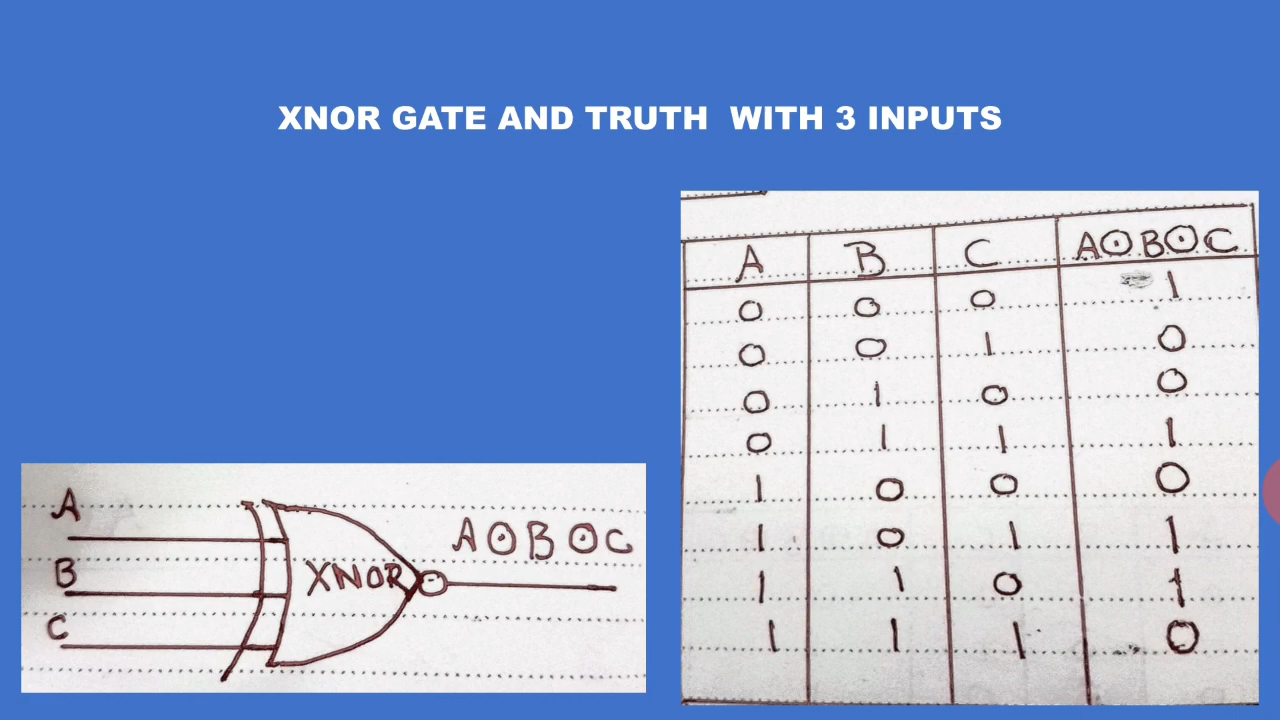 XNOR GATE AND TRUTH WITH 3 INPUTS
A B C A⊙B⊙C
0 0 0 1
0 0 1 0
0 1 0 0
0 1 1 1
1 0 0 0
1 0 1 1
1 1 0 1
1 1 1 0
A
B
C
XNOR
A⊙B⊙C